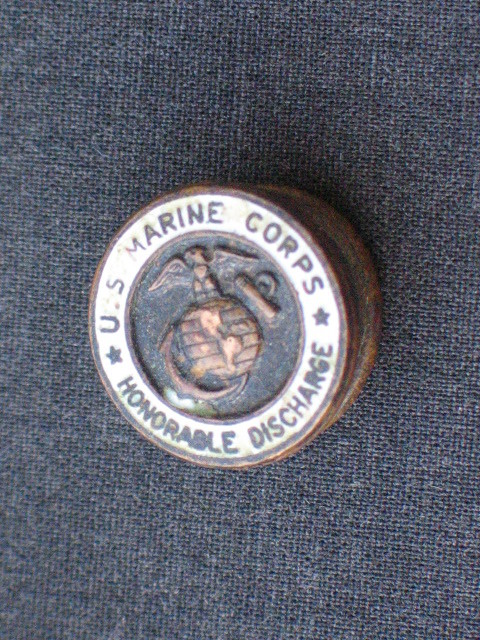 U.S MARINE CORPS
HONORABLE DISCHARGE